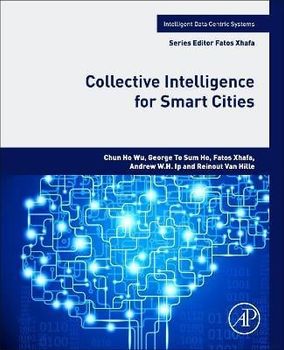 Intelligent Data Centric Systems
Series Editor Fatos Xhafa
Collective Intelligence
for Smart Cities
Chun Ho Wu, George To Sum Ho, Fatos Xhafa,
Andrew W.H. Ip and Reinout Van Hille